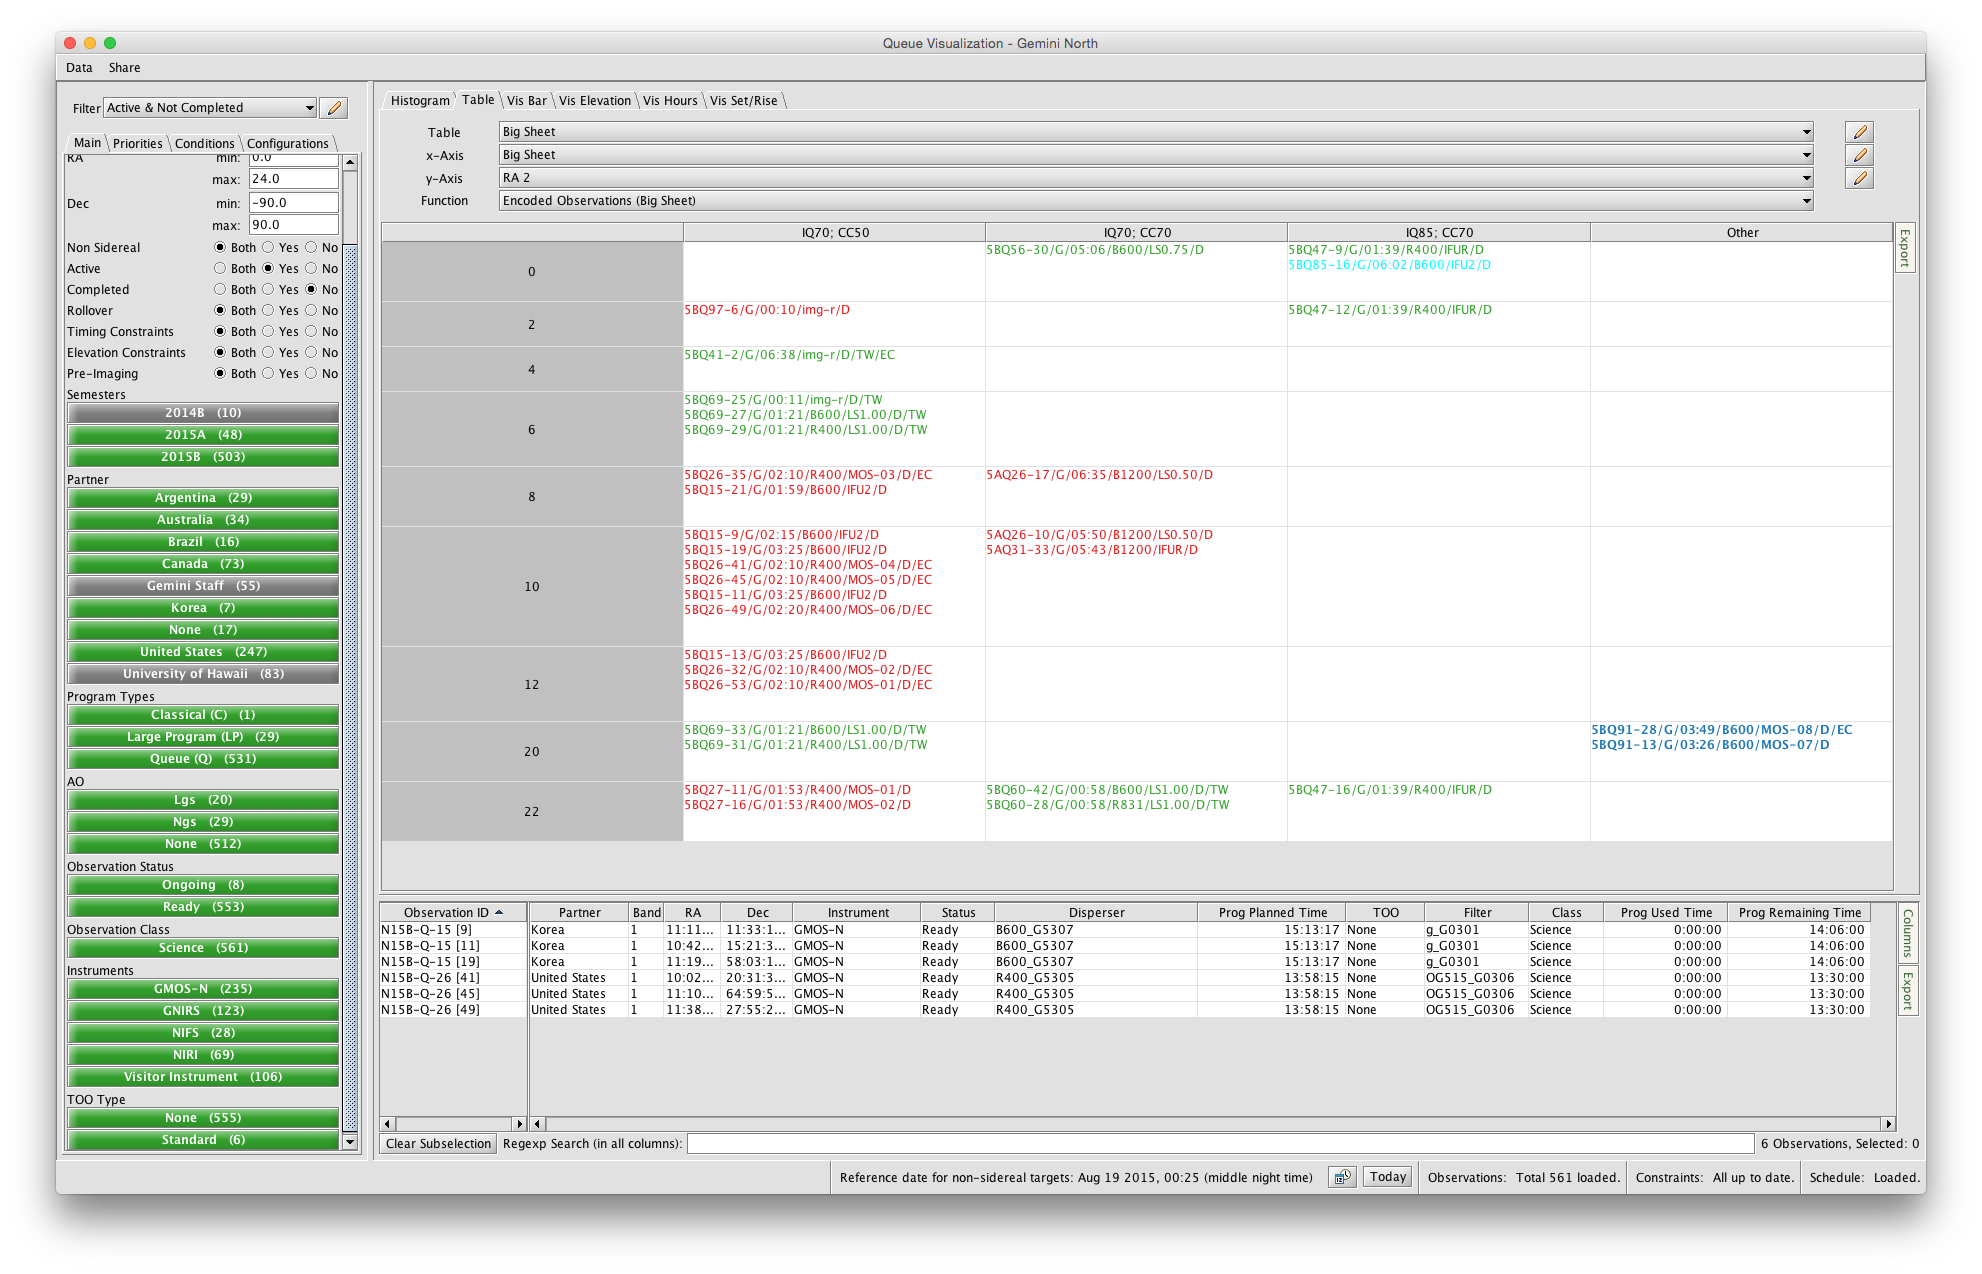 Queue Visualization - Gemini North
Data Share
Filter Active & Not Completed
Main Priorities Conditions Configurations
RA min: 0.0
max: 24.0
Dec min: -90.0
max: 90.0
Non Sidereal Both Yes No
Active Both Yes No
Completed Both Yes No
Rollover Both Yes No
Timing Constraints Both Yes No
Elevation Constraints Both Yes No
Pre-Imaging Both Yes No
Semesters
2014B (10)
2015A (48)
2015B (503)
Partner
Argentina (29)
Australia (34)
Brazil (16)
Canada (73)
Gemini Staff (55)
Korea (7)
None (17)
United States (247)
University of Hawaii (83)
Program Types
Classical (C) (1)
Large Program (LP) (29)
Queue (Q) (531)
AO
Lgs (20)
Ngs (29)
None (512)
Observation Status
Ongoing (8)
Ready (553)
Observation Class
Science (561)
Instruments
GMOS-N (235)
GNIRS (123)
NIFS (28)
NIRI (69)
Visitor Instrument (106)
TOO Type
None (555)
Standard (6)
Histogram Table Vis Bar Vis Elevation Vis Hours Vis Set/Rise
Table Big Sheet
x-Axis Big Sheet
y-Axis RA 2
Function Encoded Observations (Big Sheet)
IQ70; CC50 IQ70; CC70 IQ85; CC70 Other
Export
0
5BQ56-30/G/05:06/B600/LS0.75/D
5BQ47-9/G/01:39/R400/IFUR/D
5BQ85-16/G/06:02/B600/IFU2/D
2
5BQ97-6/G/00:10/img-r/D
5BQ47-12/G/01:39/R400/IFUR/D
4
5BQ41-2/G/06:38/img-r/D/TW/EC
6
5BQ69-25/G/00:11/img-r/D/TW
5BQ69-27/G/01:21/B600/LS1.00/D/TW
5BQ69-29/G/01:21/R400/LS1.00/D/TW
8
5BQ26-35/G/02:10/R400/MOS-03/D/EC
5BQ15-21/G/01:59/B600/IFU2/D
5AQ26-17/G/06:35/B1200/LS0.50/D
10
5BQ15-9/G/02:15/B600/IFU2/D
5BQ15-19/G/03:25/B600/IFU2/D
5BQ26-41/G/02:10/R400/MOS-04/D/EC
5BQ26-45/G/02:10/R400/MOS-05/D/EC
5BQ15-11/G/03:25/B600/IFU2/D
5BQ26-49/G/02:20/R400/MOS-06/D/EC
5AQ26-10/G/05:50/B1200/LS0.50/D
5AQ31-33/G/05:43/B1200/IFUR/D
12
5BQ15-13/G/03:25/B600/IFU2/D
5BQ26-32/G/02:10/R400/MOS-02/D/EC
5BQ26-53/G/02:10/R400/MOS-01/D/EC
20
5BQ69-33/G/01:21/B600/LS1.00/D/TW
5BQ69-31/G/01:21/R400/LS1.00/D/TW
5BQ91-28/G/03:49/B600/MOS-08/D/EC
5BQ91-13/G/03:26/B600/MOS-07/D
22
5BQ27-11/G/01:53/R400/MOS-01/D
5BQ27-16/G/01:53/R400/MOS-02/D
5BQ60-42/G/00:58/B600/LS1.00/D/TW
5BQ60-28/G/00:58/R831/LS1.00/D/TW
5BQ47-16/G/01:39/R400/IFUR/D
Observation ID Partner Band RA Dec Instrument Status Disperser Prog Planned Time TOO Filter Class Prog Used Time Prog Remaining Time
N15B-Q-15 [9] Korea 1 11:11... 11:33:1... GMOS-N Ready B600_G5307 15:13:17 None g_G0301 Science 0:00:00 14:06:00
N15B-Q-15 [11] Korea 1 10:42... 15:21:3... GMOS-N Ready B600_G5307 15:13:17 None g_G0301 Science 0:00:00 14:06:00
N15B-Q-15 [19] Korea 1 11:19... 58:03:1... GMOS-N Ready B600_G5307 15:13:17 None g_G0301 Science 0:00:00 14:06:00
N15B-Q-26 [41] United States 1 10:02... 20:31:3... GMOS-N Ready R400_G5305 13:58:15 None OG515_G0306 Science 0:00:00 13:30:00
N15B-Q-26 [45] United States 1 11:10... 64:59:5... GMOS-N Ready R400_G5305 13:58:15 None OG515_G0306 Science 0:00:00 13:30:00
N15B-Q-26 [49] United States 1 11:38... 27:55:2... GMOS-N Ready R400_G5305 13:58:15 None OG515_G0306 Science 0:00:00 13:30:00
Columns
Export
Clear Subselection Regexp Search (in all columns): 6 Observations, Selected: 0
Reference date for non-sidereal targets: Aug 19 2015, 00:25 (middle night time) Today Observations: Total 561 loaded. Constraints: All up to date. Schedule: Loaded.